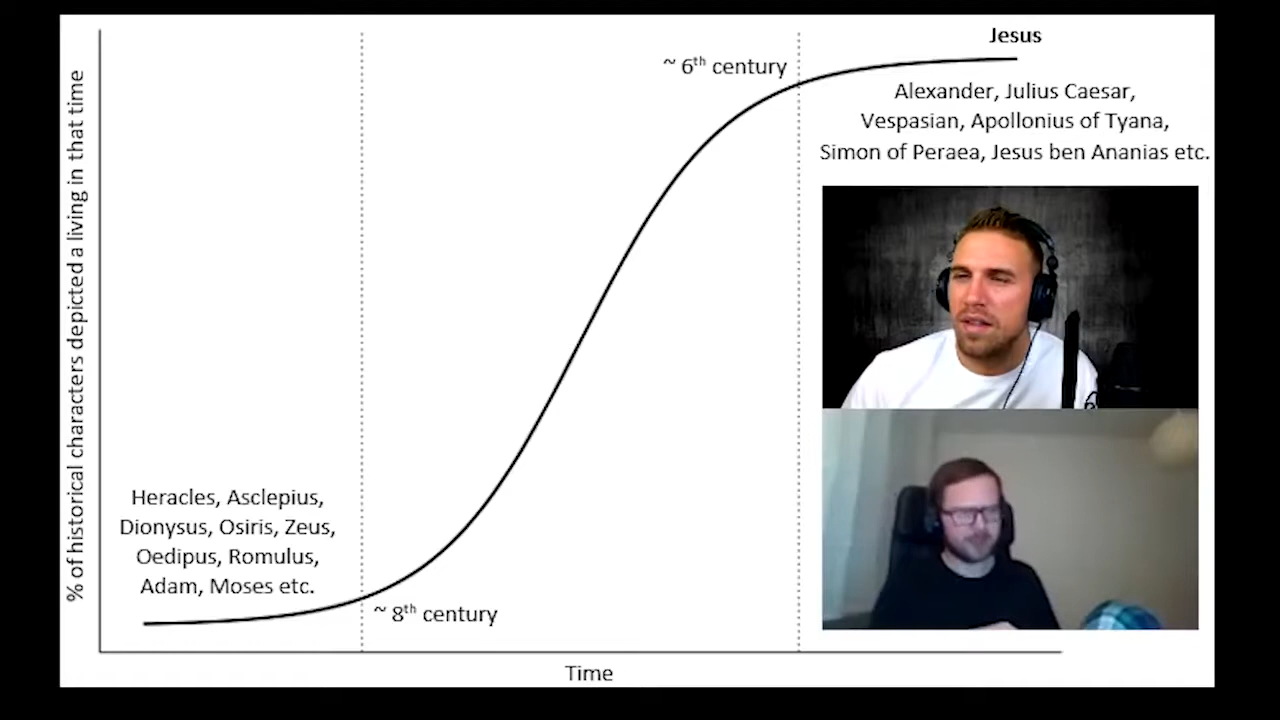 Jesus
~ 6th century
Alexander, Julius Caesar,
Vespasian, Apollonius of Tyana,
Simon of Peraea, Jesus ben Ananias etc.
% of historical characters depicted a living in that time
Heracles, Asclepius,
Dionysus, Osiris, Zeus,
Oedipus, Romulus,
Adam, Moses etc.
~ 8th century
Time